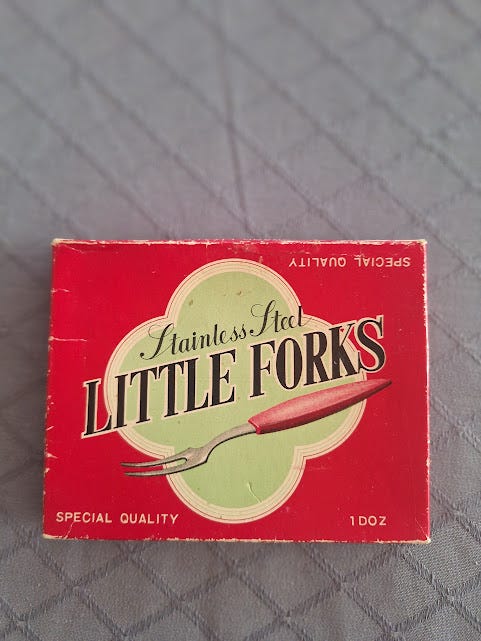 SPECIAL QUALITY
Stainless Steel
LITTLE FORKS
SPECIAL QUALITY
1 DOZ